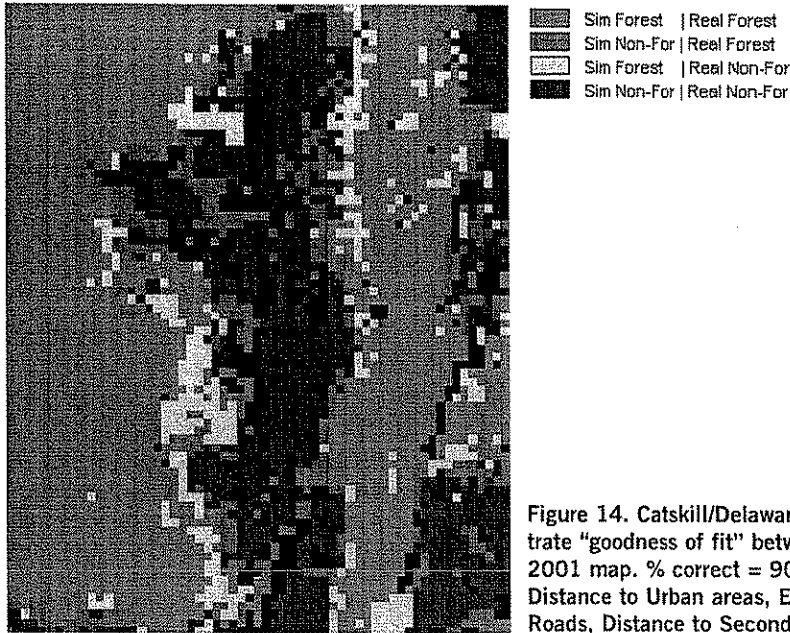 Sim Forest | Real Forest
Sim Non-For | Real Forest
Sim Forest | Real Non-For
Sim Non-For | Real Non-For
Figure 14. Catskill/Delawar
trate "goodness of fit" betw
2001 map. % correct = 90
Distance to Urban areas, E
Roads, Distance to Second